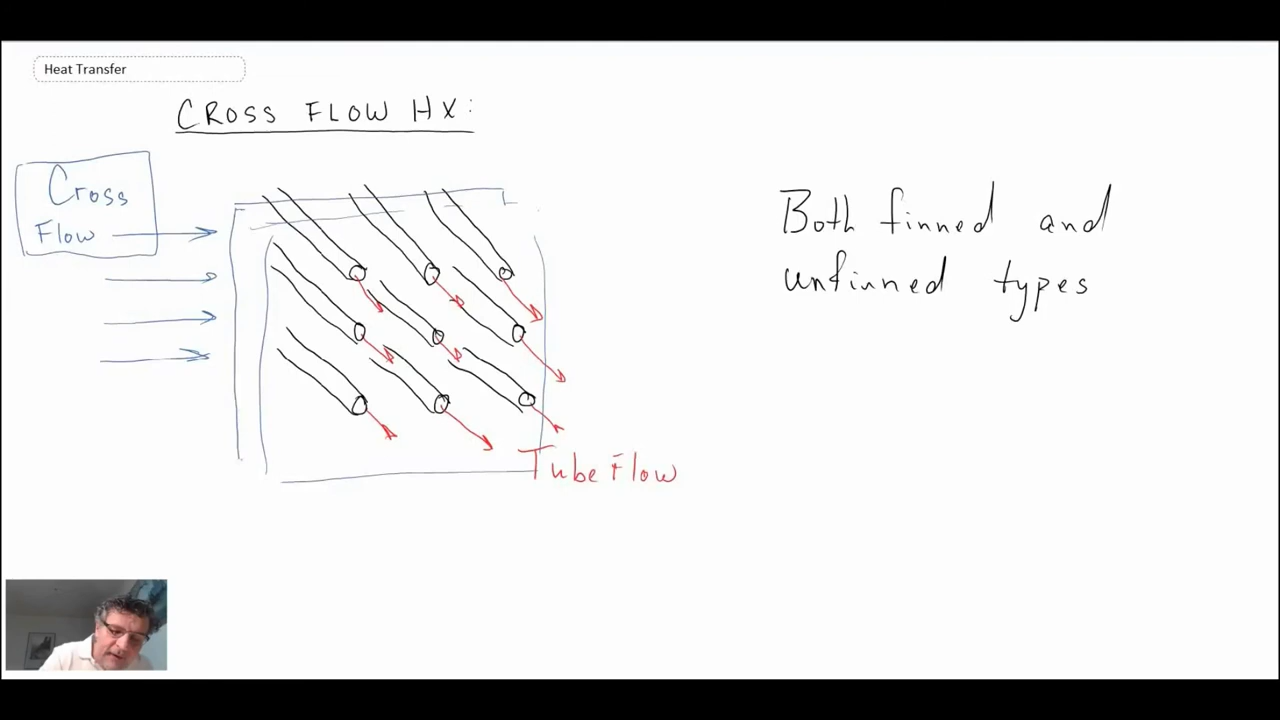 Heat Transfer
CROSS FLOW HX:
Cross
Flow
Both finned and
unfinned types
Tube Flow